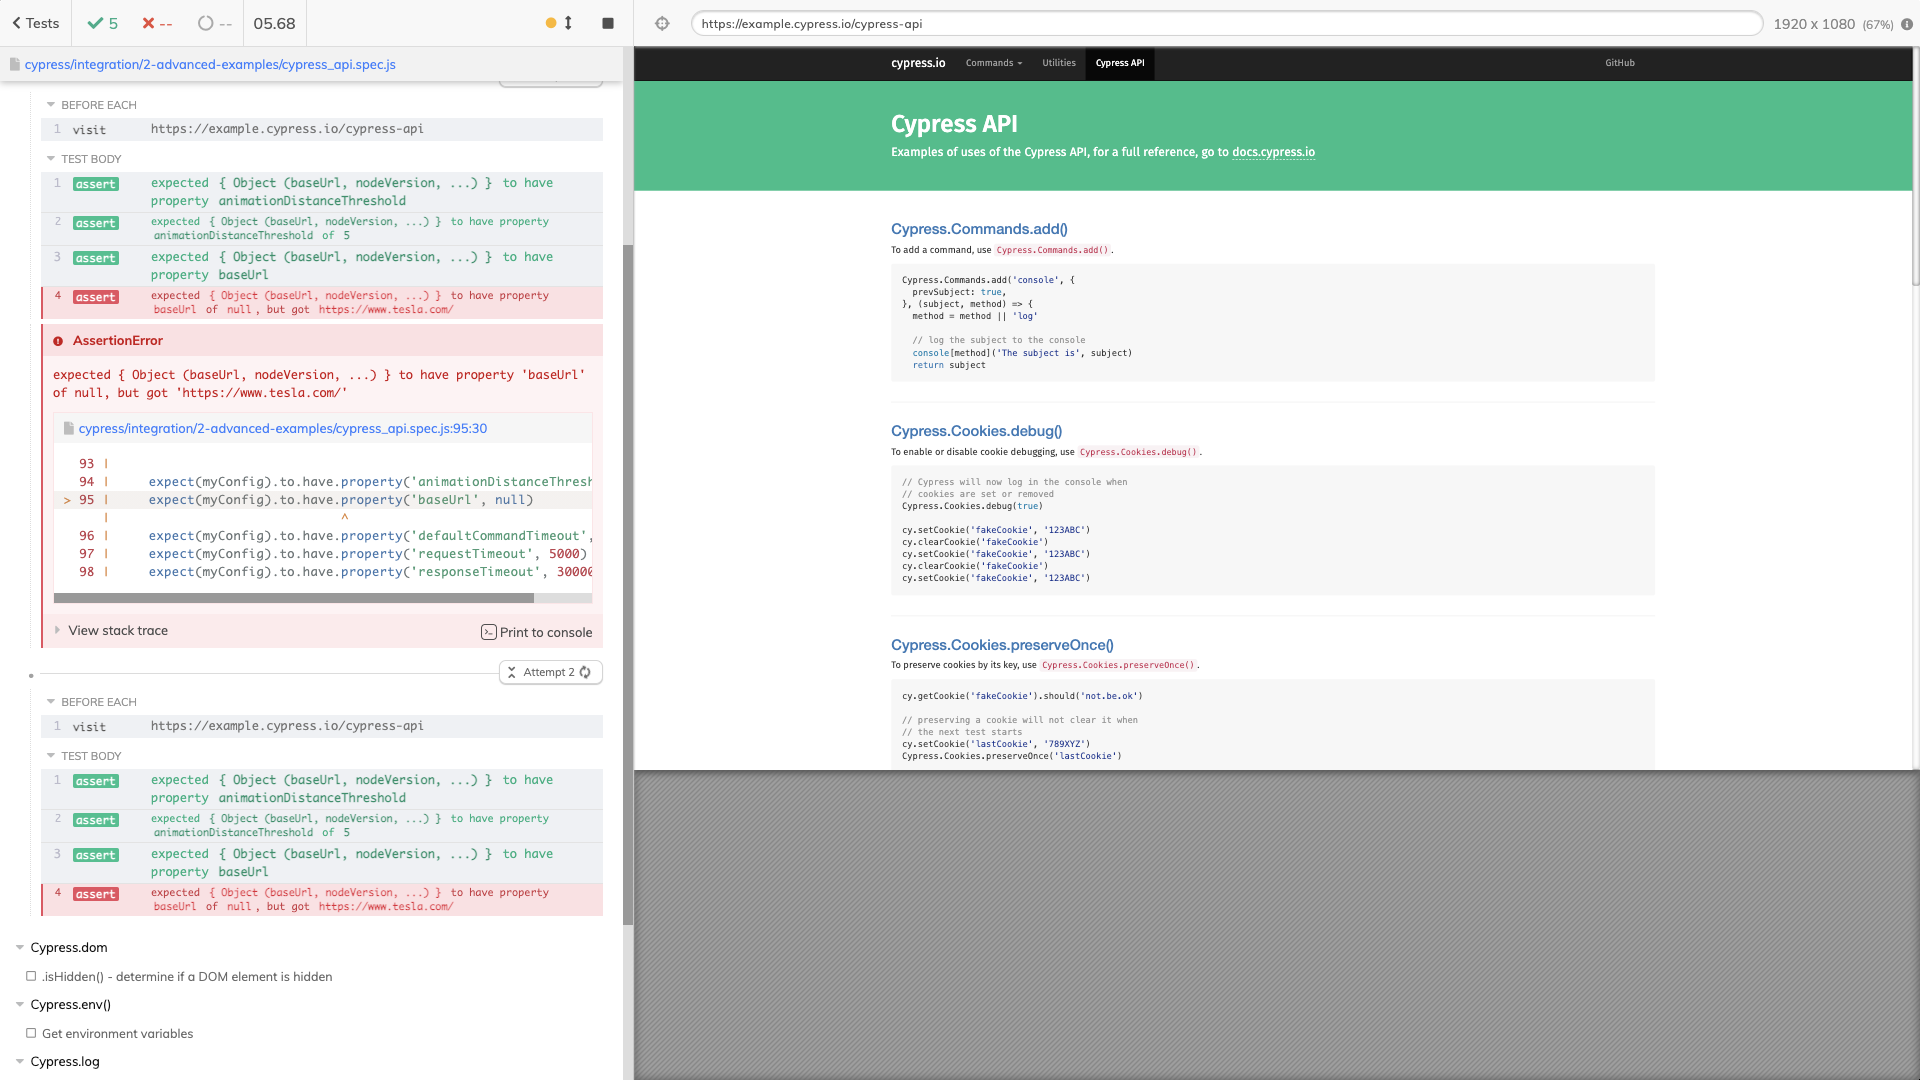 Tests
5
--
--
05.68
https://example.cypress.io/cypress-api
1920 x 1080 (67%)
cypress/integration/2-advanced-examples/cypress_api.spec.js
BEFORE EACH
1 visit https://example.cypress.io/cypress-api
TEST BODY
1 assert expected { Object (baseUrl, nodeVersion, ...) } to have
property animationDistanceThreshold
2 assert expected { Object (baseUrl, nodeVersion, ...) } to have property
animationDistanceThreshold of 5
3 assert expected { Object (baseUrl, nodeVersion, ...) } to have
property baseUrl
4 assert expected { Object (baseUrl, nodeVersion, ...) } to have property
baseUrl of null, but got https://www.tesla.com/
AssertionError
expected { Object (baseUrl, nodeVersion, ...) } to have property 'baseUrl'
of null, but got 'https://www.tesla.com/'
cypress/integration/2-advanced-examples/cypress_api.spec.js:95:30
93 |
94 | expect(myConfig).to.have.property('animationDistanceThresh
> 95 | expect(myConfig).to.have.property('baseUrl', null)
| ^
96 | expect(myConfig).to.have.property('defaultCommandTimeout',
97 | expect(myConfig).to.have.property('requestTimeout', 5000)
98 | expect(myConfig).to.have.property('responseTimeout', 30000
View stack trace
Print to console
Attempt 2
BEFORE EACH
1 visit https://example.cypress.io/cypress-api
TEST BODY
1 assert expected { Object (baseUrl, nodeVersion, ...) } to have
property animationDistanceThreshold
2 assert expected { Object (baseUrl, nodeVersion, ...) } to have property
animationDistanceThreshold of 5
3 assert expected { Object (baseUrl, nodeVersion, ...) } to have
property baseUrl
4 assert expected { Object (baseUrl, nodeVersion, ...) } to have property
baseUrl of null, but got https://www.tesla.com/
Cypress.dom
.isHidden() - determine if a DOM element is hidden
Cypress.env()
Get environment variables
Cypress.log
cypress.io
Commands
Utilities
Cypress API
GitHub
Cypress API
Examples of uses of the Cypress API, for a full reference, go to docs.cypress.io
Cypress.Commands.add()
To add a command, use Cypress.Commands.add().
Cypress.Commands.add('console', {
prevSubject: true,
}, (subject, method) => {
method = method || 'log'
// log the subject to the console
console[method]('The subject is', subject)
return subject
Cypress.Cookies.debug()
To enable or disable cookie debugging, use Cypress.Cookies.debug().
// Cypress will now log in the console when
// cookies are set or removed
Cypress.Cookies.debug(true)
cy.setCookie('fakeCookie', '123ABC')
cy.clearCookie('fakeCookie')
cy.setCookie('fakeCookie', '123ABC')
cy.clearCookie('fakeCookie')
cy.setCookie('fakeCookie', '123ABC')
Cypress.Cookies.preserveOnce()
To preserve cookies by its key, use Cypress.Cookies.preserveOnce().
cy.getCookie('fakeCookie').should('not.be.ok')
// preserving a cookie will not clear it when
// the next test starts
cy.setCookie('lastCookie', '789XYZ')
Cypress.Cookies.preserveOnce('lastCookie')